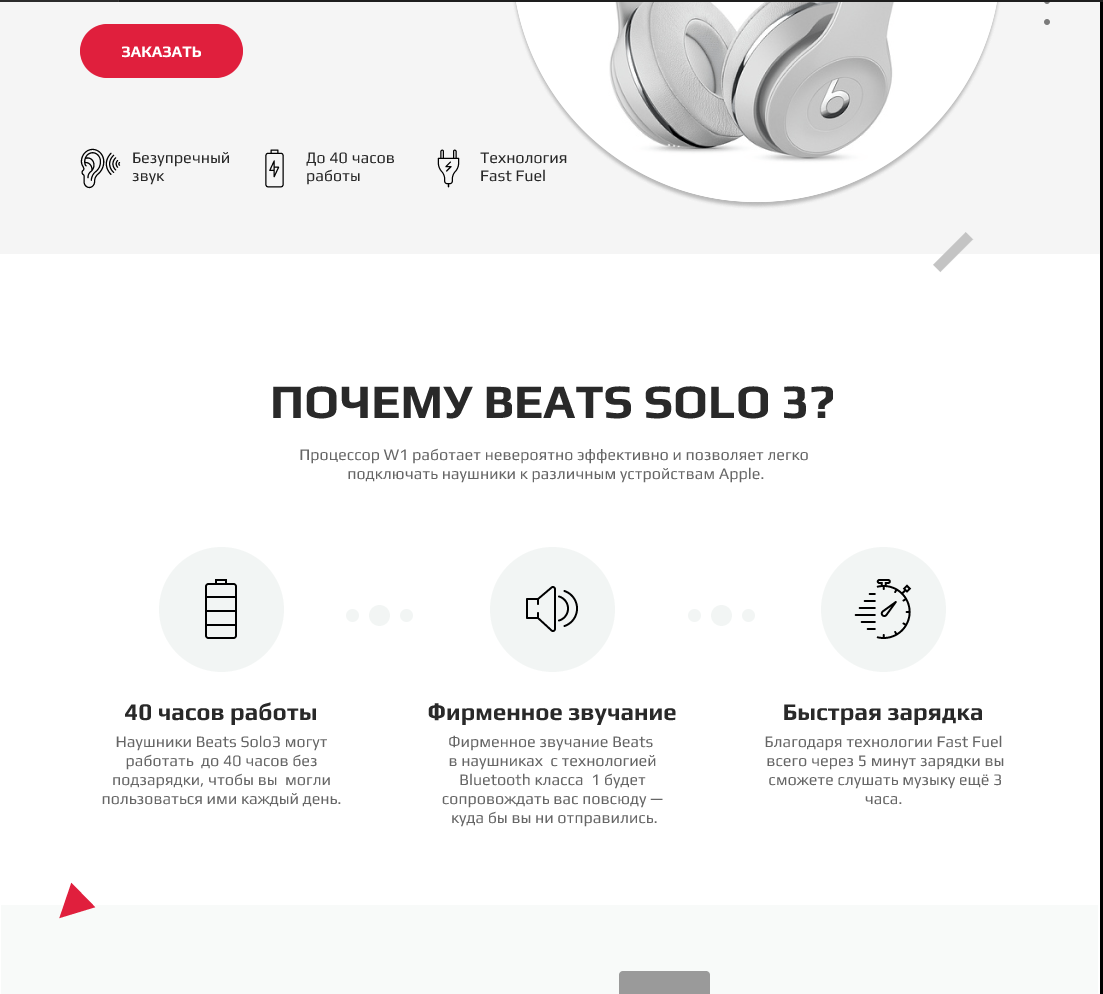 ЗАКАЗАТЬ
Безупречный
звук
До 40 часов
работы
Технология
Fast Fuel
ПОЧЕМУ BEATS SOLO 3?
Процессор W1 работает невероятно эффективно и позволяет легко
подключать наушники к различным устройствам Apple.
40 часов работы
Наушники Beats Solo3 могут
работать  до 40 часов без
подзарядки, чтобы вы  могли
пользоваться ими каждый день.
Фирменное звучание
Фирменное звучание Beats
в наушниках  с технологией
Bluetooth класса  1 будет
сопровождать вас повсюду —
куда бы вы ни отправились.
Быстрая зарядка
Благодаря технологии Fast Fuel
всего через 5 минут зарядки вы
сможете слушать музыку ещё 3
часа.